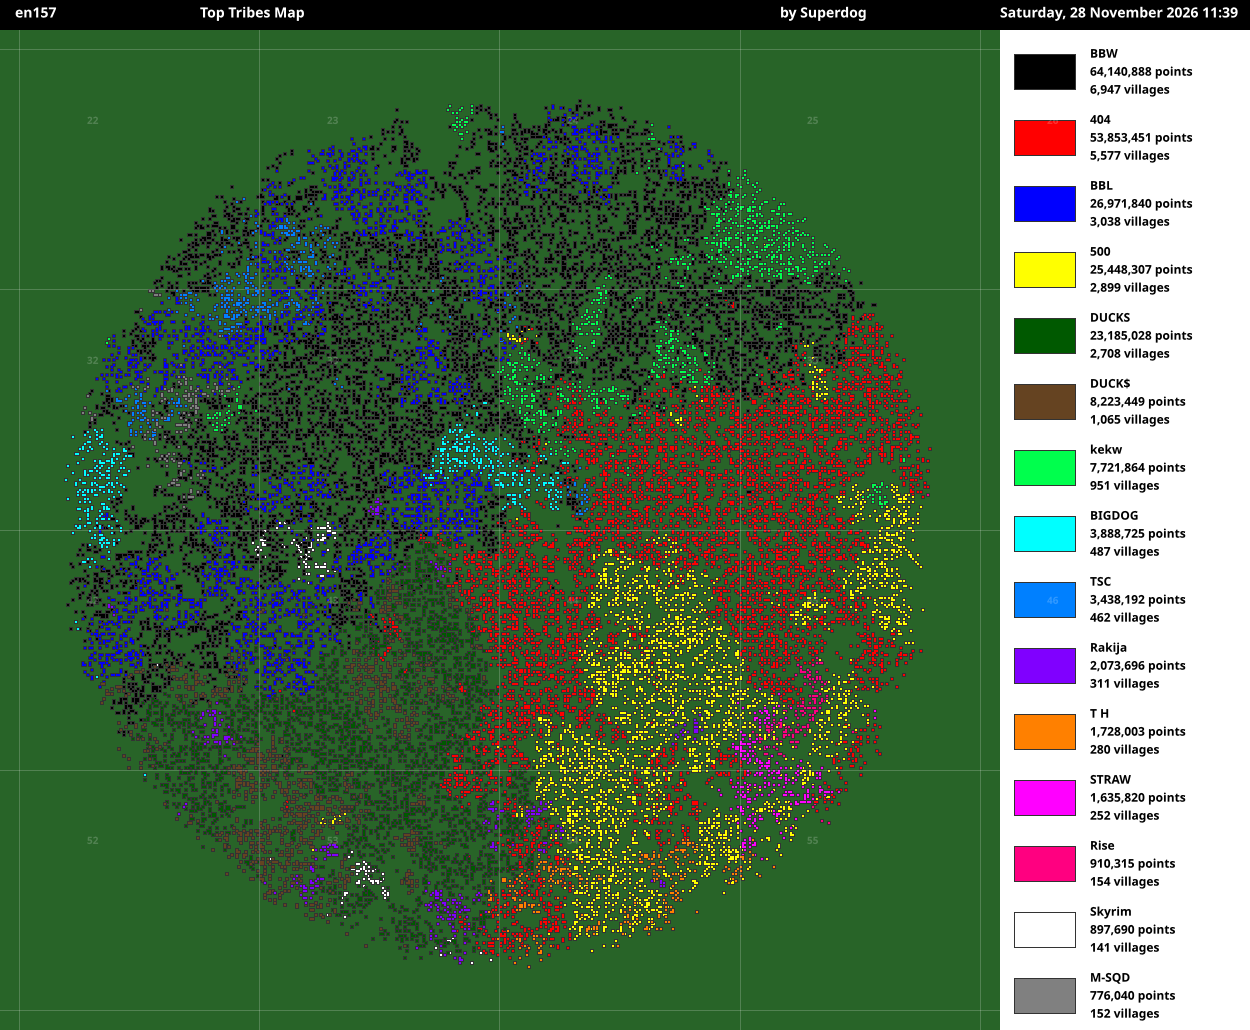 en157 Top Tribes Map by Superdog Saturday, 28 November 2026 11:39
22 23 25
32
46
52 55
BBW
64,140,888 points
6,947 villages
404
53,853,451 points
5,577 villages
BBL
26,971,840 points
3,038 villages
500
25,448,307 points
2,899 villages
DUCKS
23,185,028 points
2,708 villages
DUCK$
8,223,449 points
1,065 villages
kekw
7,721,864 points
951 villages
BIGDOG
3,888,725 points
487 villages
TSC
3,438,192 points
462 villages
Rakija
2,073,696 points
311 villages
T H
1,728,003 points
280 villages
STRAW
1,635,820 points
252 villages
Rise
910,315 points
154 villages
Skyrim
897,690 points
141 villages
M-SQD
776,040 points
152 villages